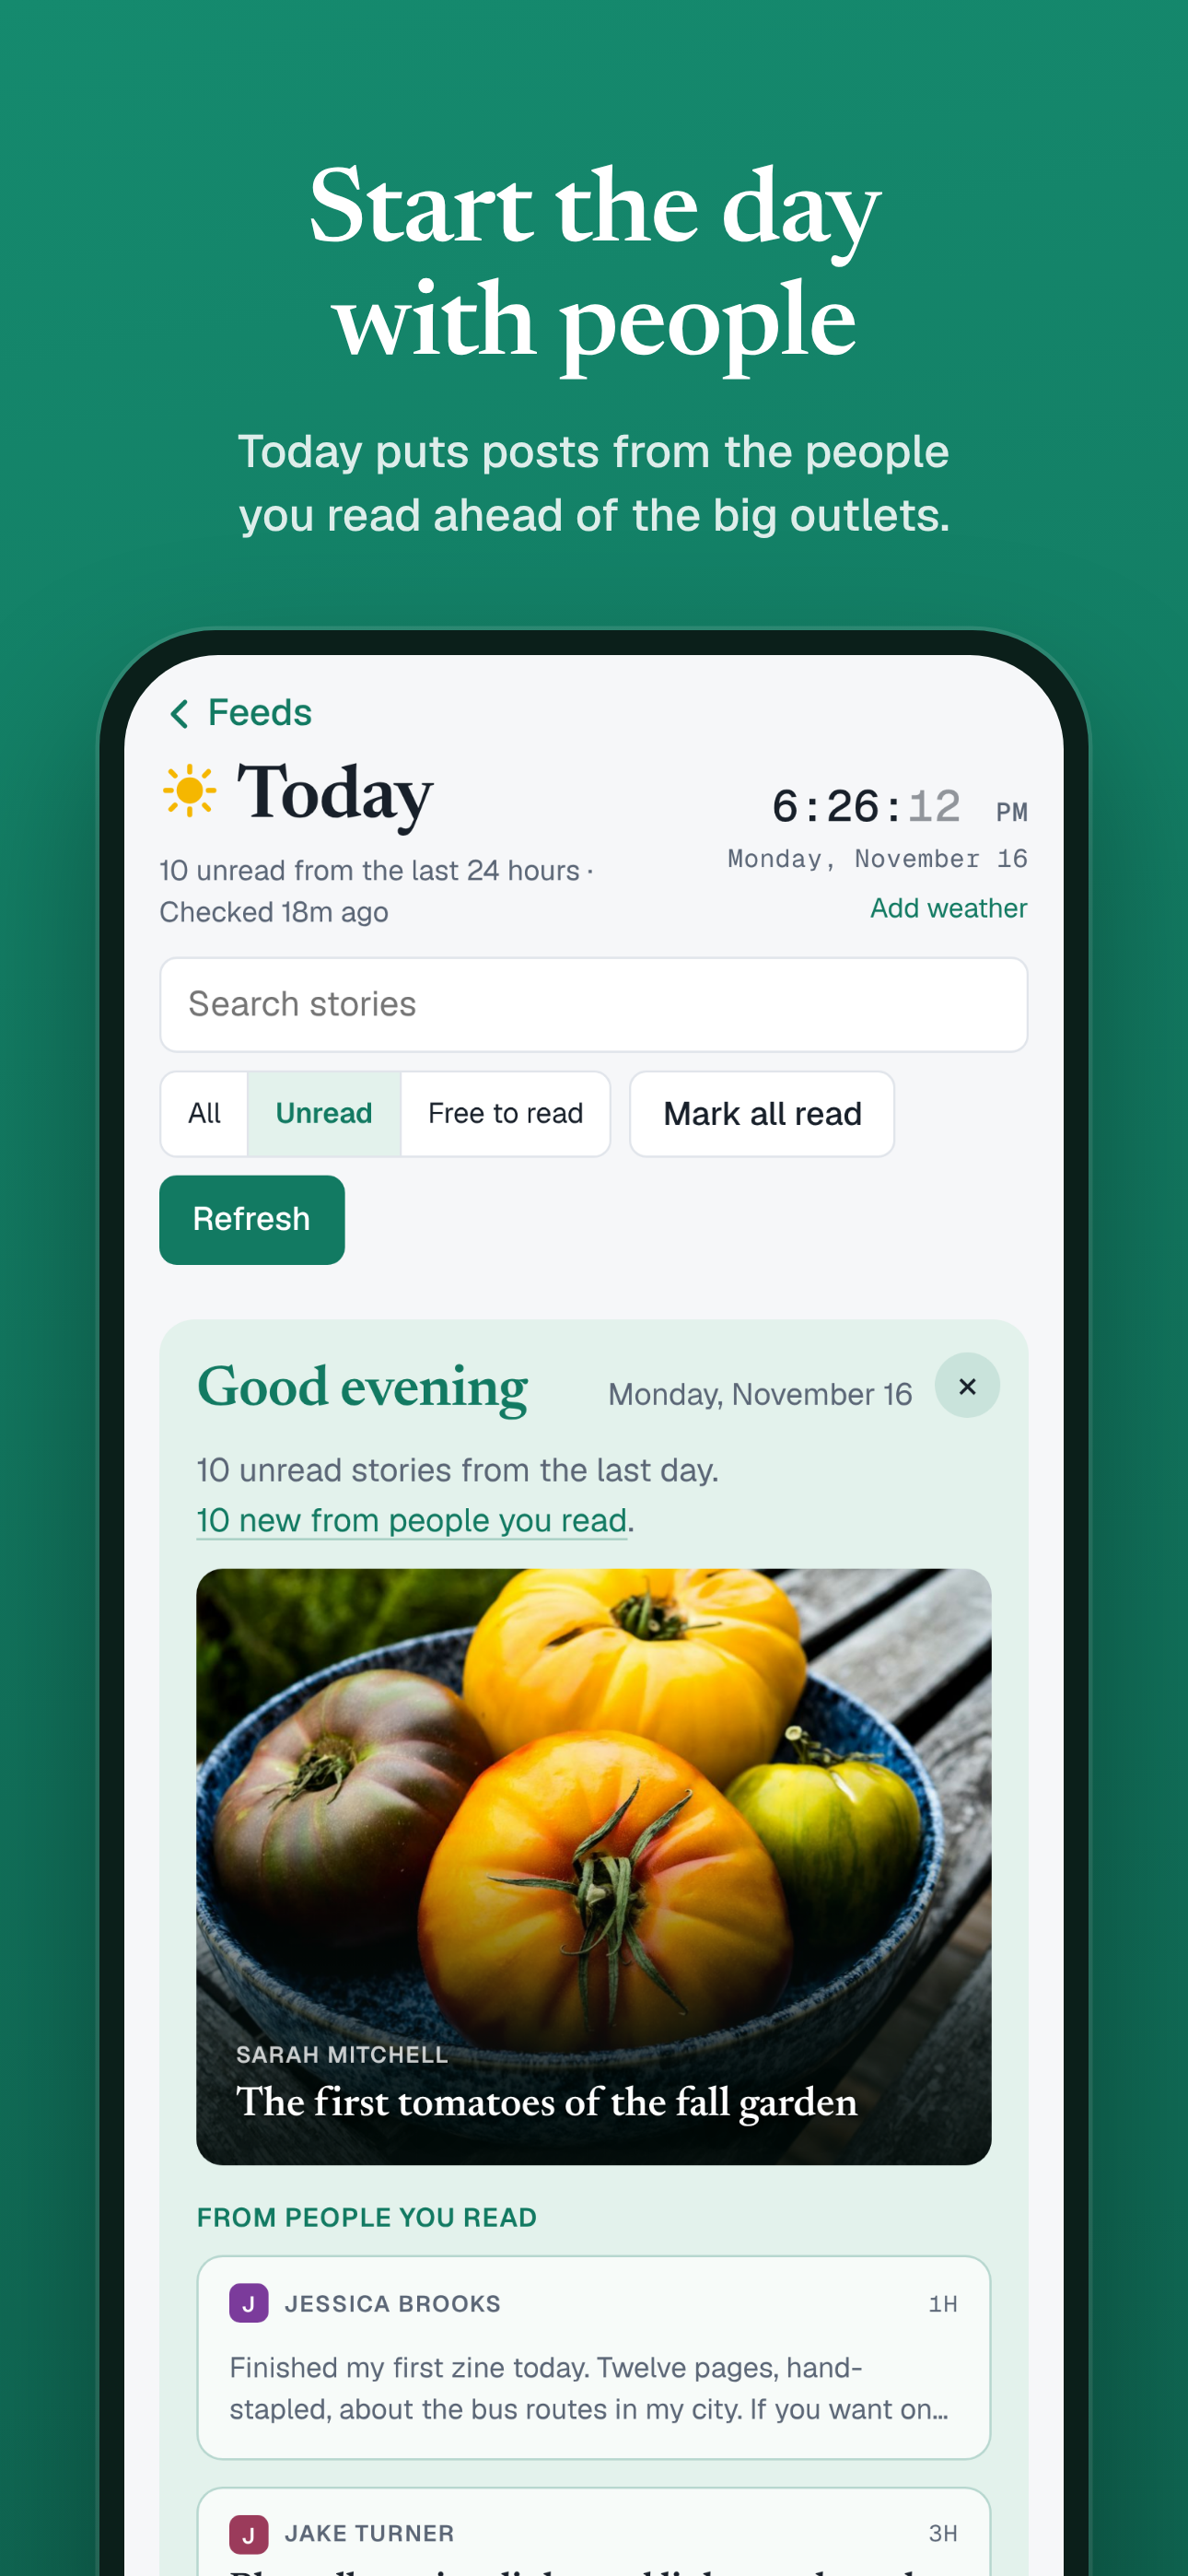 Start the day
with people
Today puts posts from the people
you read ahead of the big outlets.
Feeds
Today
6:26:12 PM
10 unread from the last 24 hours ·
Checked 18m ago
Monday, November 16
Add weather
Search stories
All Unread Free to read Mark all read
Refresh
Good evening Monday, November 16
10 unread stories from the last day.
10 new from people you read.
SARAH MITCHELL
The first tomatoes of the fall garden
FROM PEOPLE YOU READ
J JESSICA BROOKS 1H
Finished my first zine today. Twelve pages, hand-
stapled, about the bus routes in my city. If you want on…
J JAKE TURNER 3H